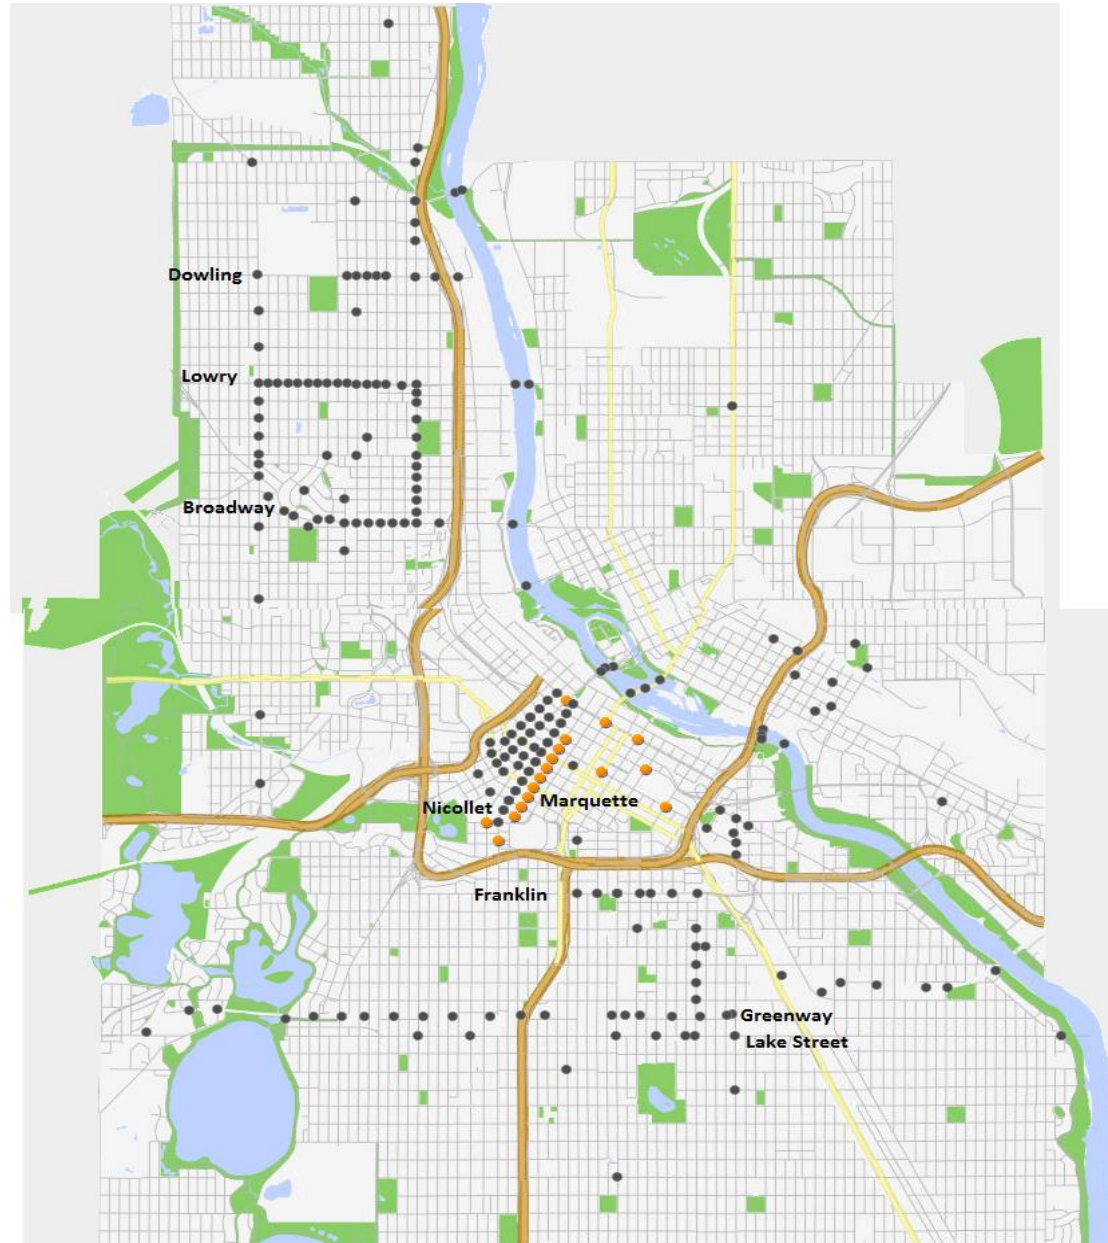 Dowling
Lowry
Broadway
Nicollet
Marquette
Franklin
Greenway
Lake Street